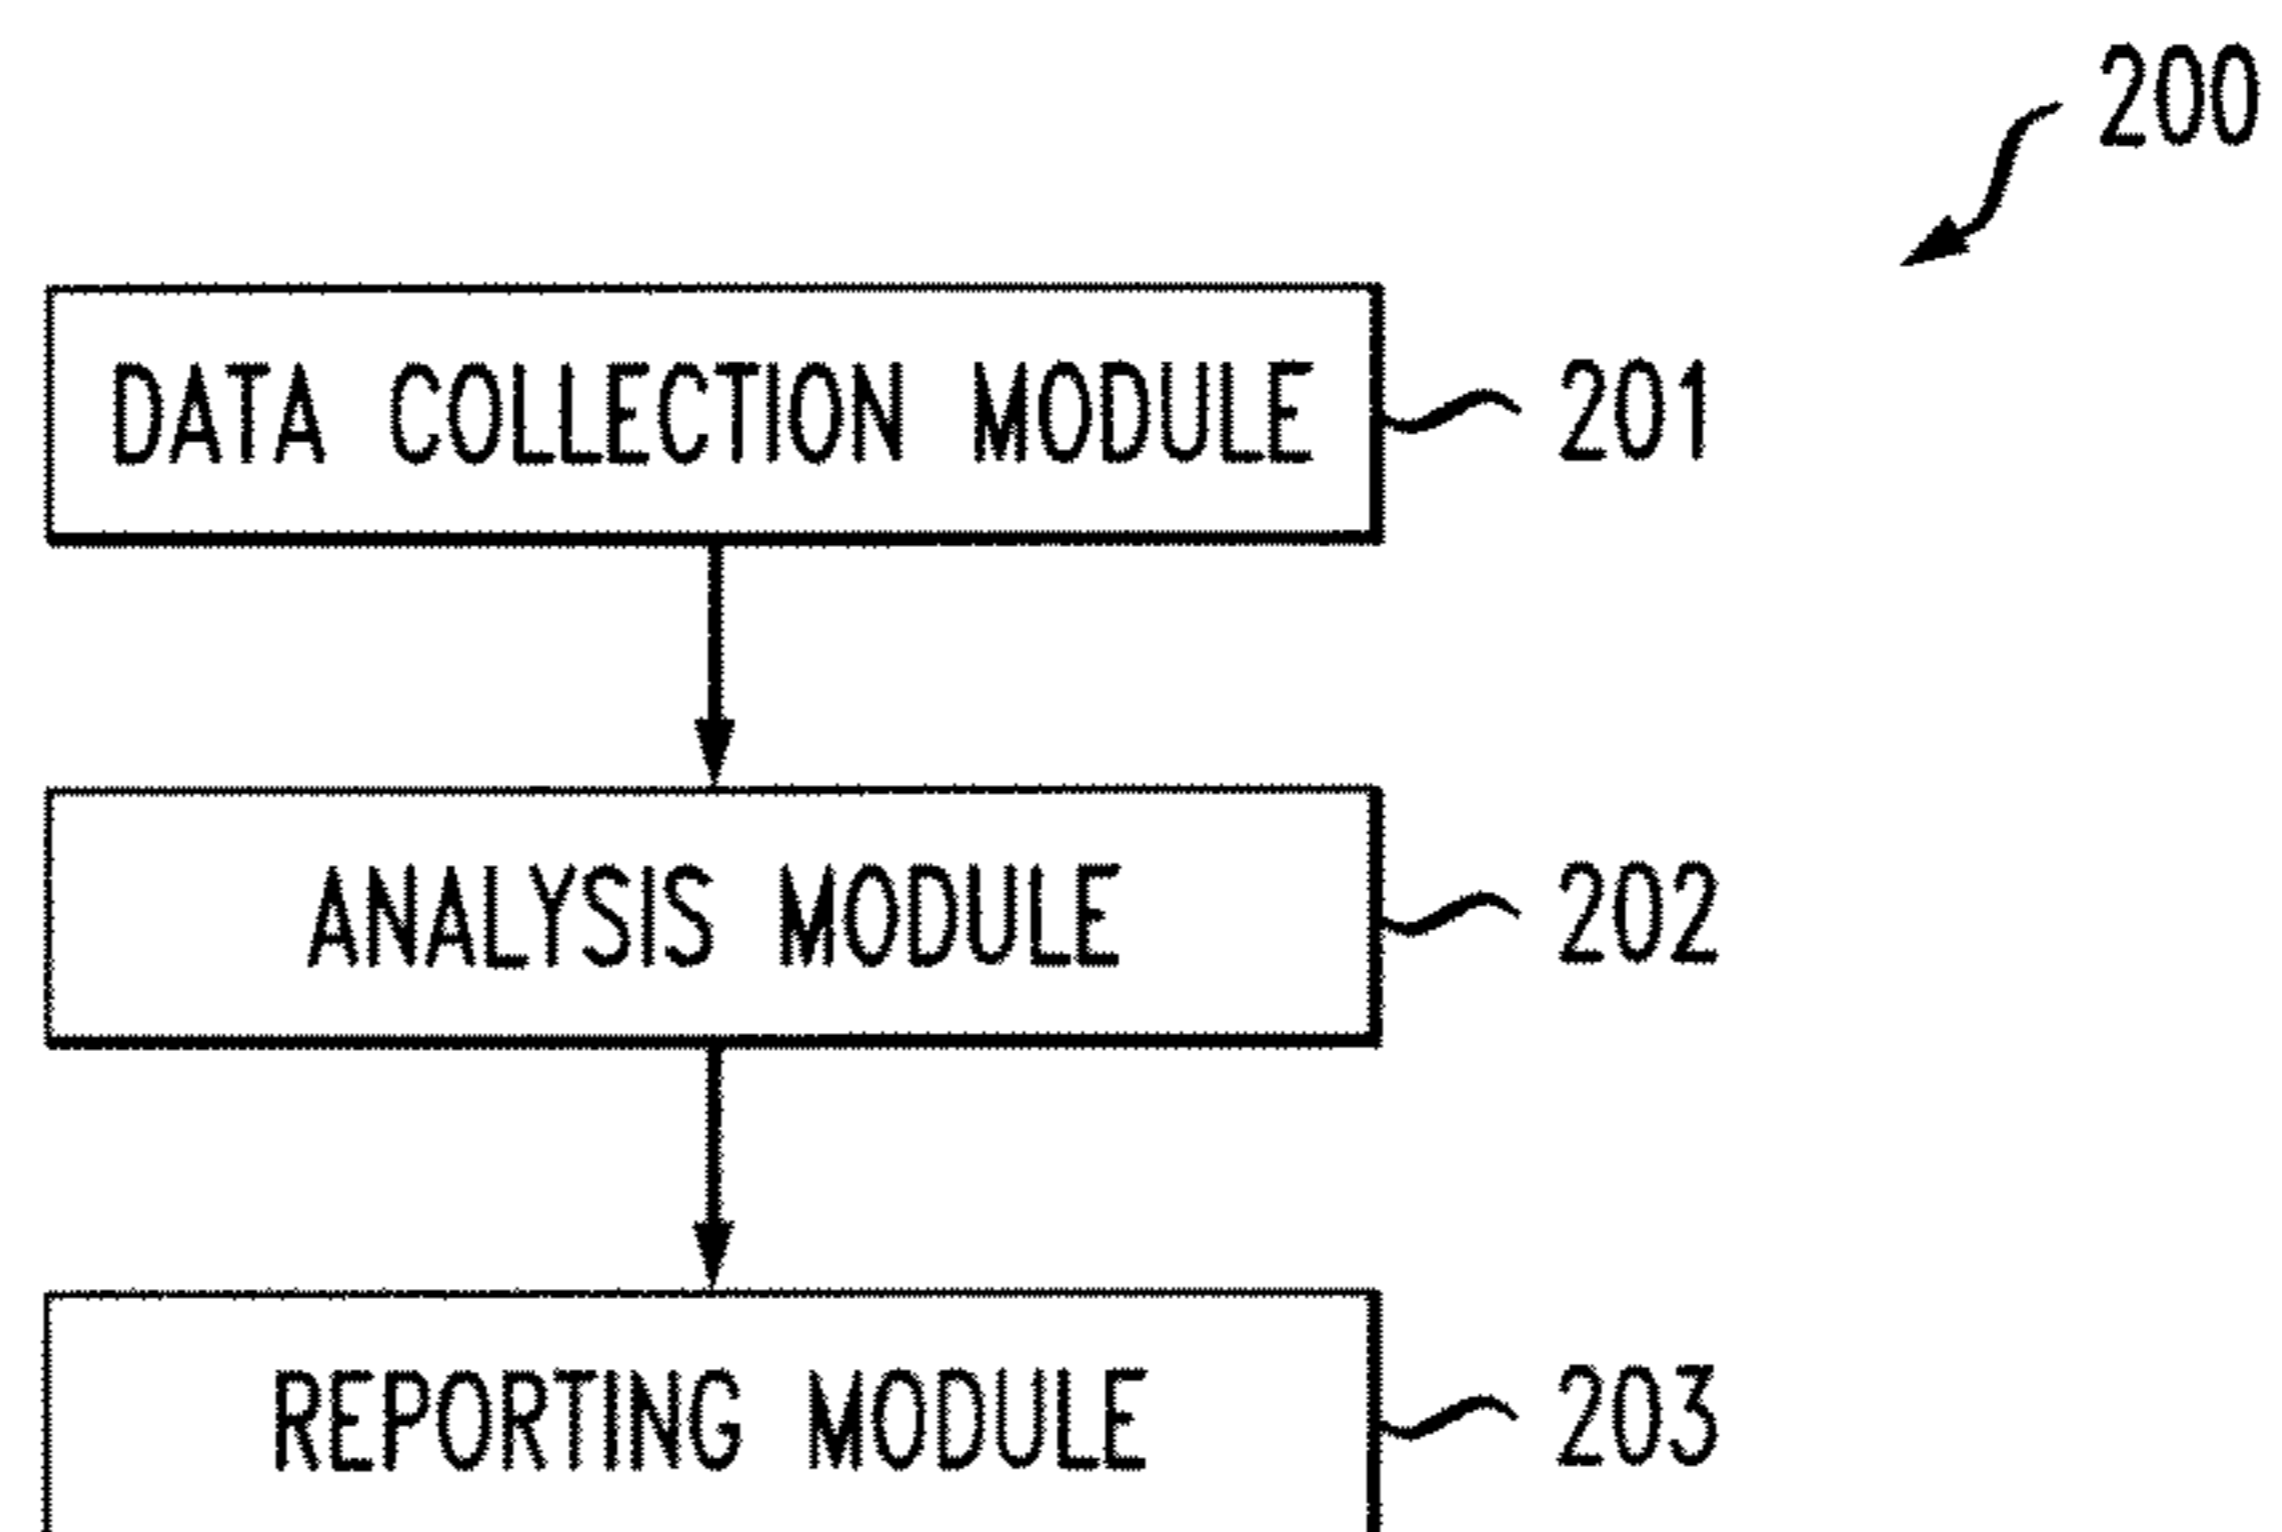 200
DATA COLLECTION MODULE 201
ANALYSIS MODULE 202
REPORTING MODULE 203